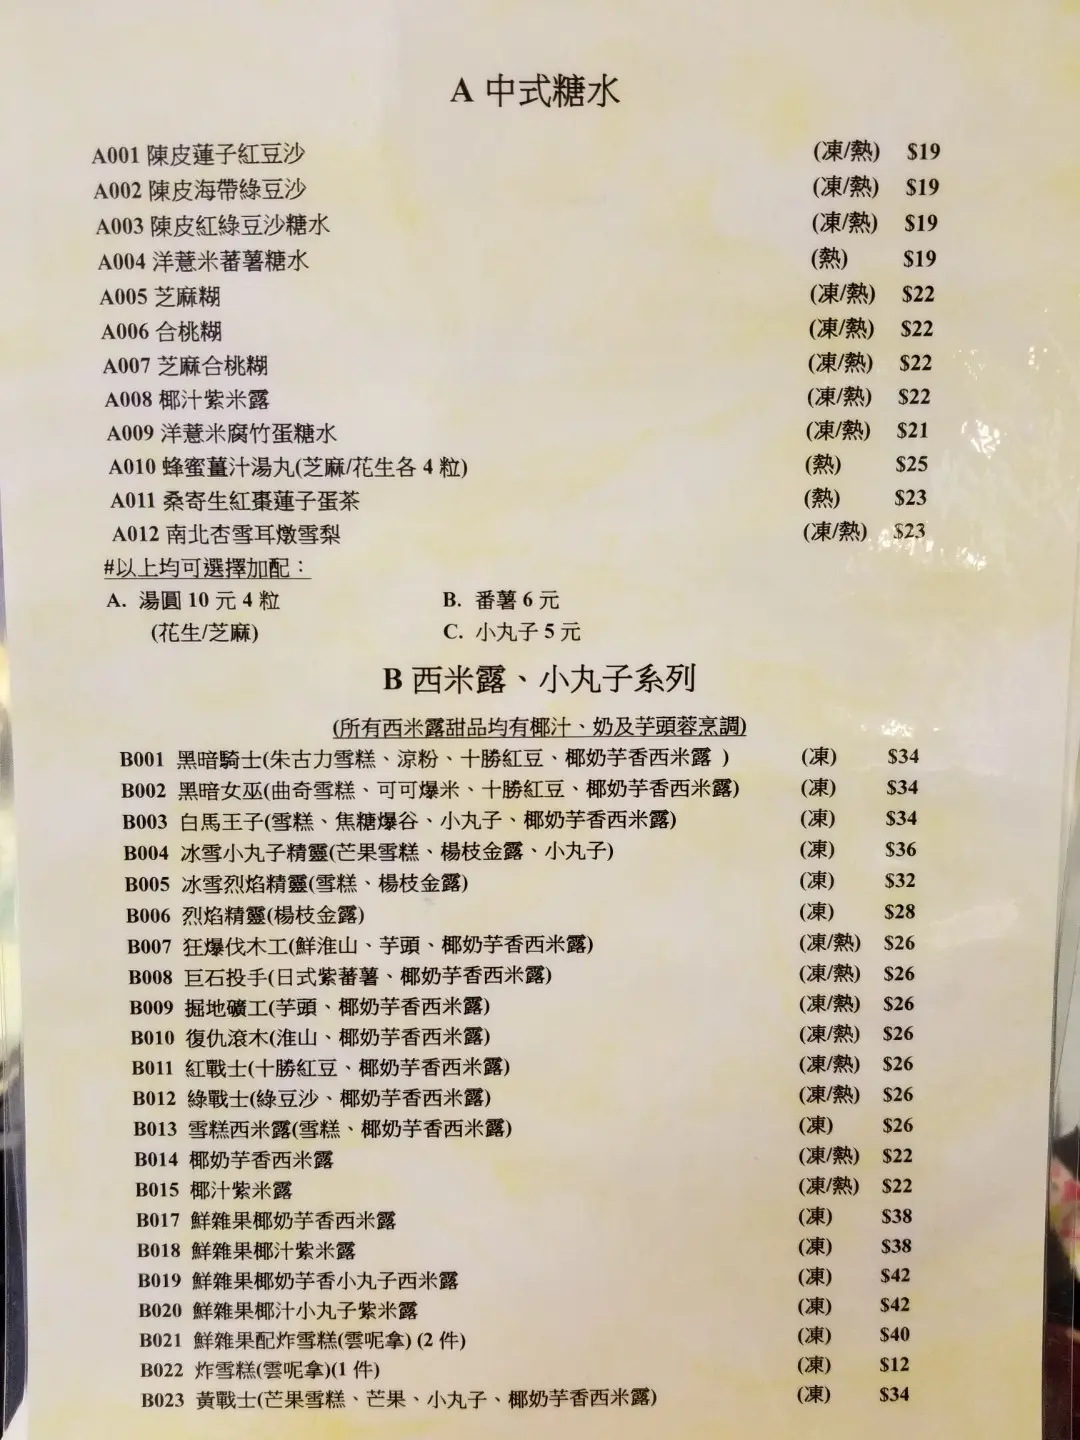 A 中式糖水
A001 陳皮蓮子紅豆沙 (凍/熱) $19
A002 陳皮海帶綠豆沙 (凍/熱) $19
A003 陳皮紅綠豆沙糖水 (凍/熱) $19
A004 洋薏米蕃薯糖水 (熱) $19
A005 芝麻糊 (凍/熱) $22
A006 合桃糊 (凍/熱) $22
A007 芝麻合桃糊 (凍/熱) $22
A008 椰汁紫米露 (凍/熱) $22
A009 洋薏米腐竹蛋糖水 (凍/熱) $21
A010 蜂蜜薑汁湯丸(芝麻/花生各 4 粒) (熱) $25
A011 桑寄生紅棗蓮子蛋茶 (熱) $23
A012 南北杏雪耳燉雪梨 (凍/熱) $23
#以上均可選擇加配：
A. 湯圓 10 元 4 粒 B. 番薯 6 元
(花生/芝麻) C. 小丸子 5 元
B 西米露、小丸子系列
(所有西米露甜品均有椰汁、奶及芋頭蓉烹調)
B001 黑暗騎士(朱古力雪糕、涼粉、十勝紅豆、椰奶芋香西米露 ) (凍) $34
B002 黑暗女巫(曲奇雪糕、可可爆米、十勝紅豆、椰奶芋香西米露) (凍) $34
B003 白馬王子(雪糕、焦糖爆谷、小丸子、椰奶芋香西米露) (凍) $34
B004 冰雪小丸子精靈(芒果雪糕、楊枝金露、小丸子) (凍) $36
B005 冰雪烈焰精靈(雪糕、楊枝金露) (凍) $32
B006 烈焰精靈(楊枝金露) (凍) $28
B007 狂爆伐木工(鮮淮山、芋頭、椰奶芋香西米露) (凍/熱) $26
B008 巨石投手(日式紫蕃薯、椰奶芋香西米露) (凍/熱) $26
B009 掘地礦工(芋頭、椰奶芋香西米露) (凍/熱) $26
B010 復仇滾木(淮山、椰奶芋香西米露) (凍/熱) $26
B011 紅戰士(十勝紅豆、椰奶芋香西米露) (凍/熱) $26
B012 綠戰士(綠豆沙、椰奶芋香西米露) (凍/熱) $26
B013 雪糕西米露(雪糕、椰奶芋香西米露) (凍) $26
B014 椰奶芋香西米露 (凍/熱) $22
B015 椰汁紫米露 (凍/熱) $22
B017 鮮雜果椰奶芋香西米露 (凍) $38
B018 鮮雜果椰汁紫米露 (凍) $38
B019 鮮雜果椰奶芋香小丸子西米露 (凍) $42
B020 鮮雜果椰汁小丸子紫米露 (凍) $42
B021 鮮雜果配炸雪糕(雲呢拿) (2 件) (凍) $40
B022 炸雪糕(雲呢拿)(1 件) (凍) $12
B023 黃戰士(芒果雪糕、芒果、小丸子、椰奶芋香西米露) (凍) $34